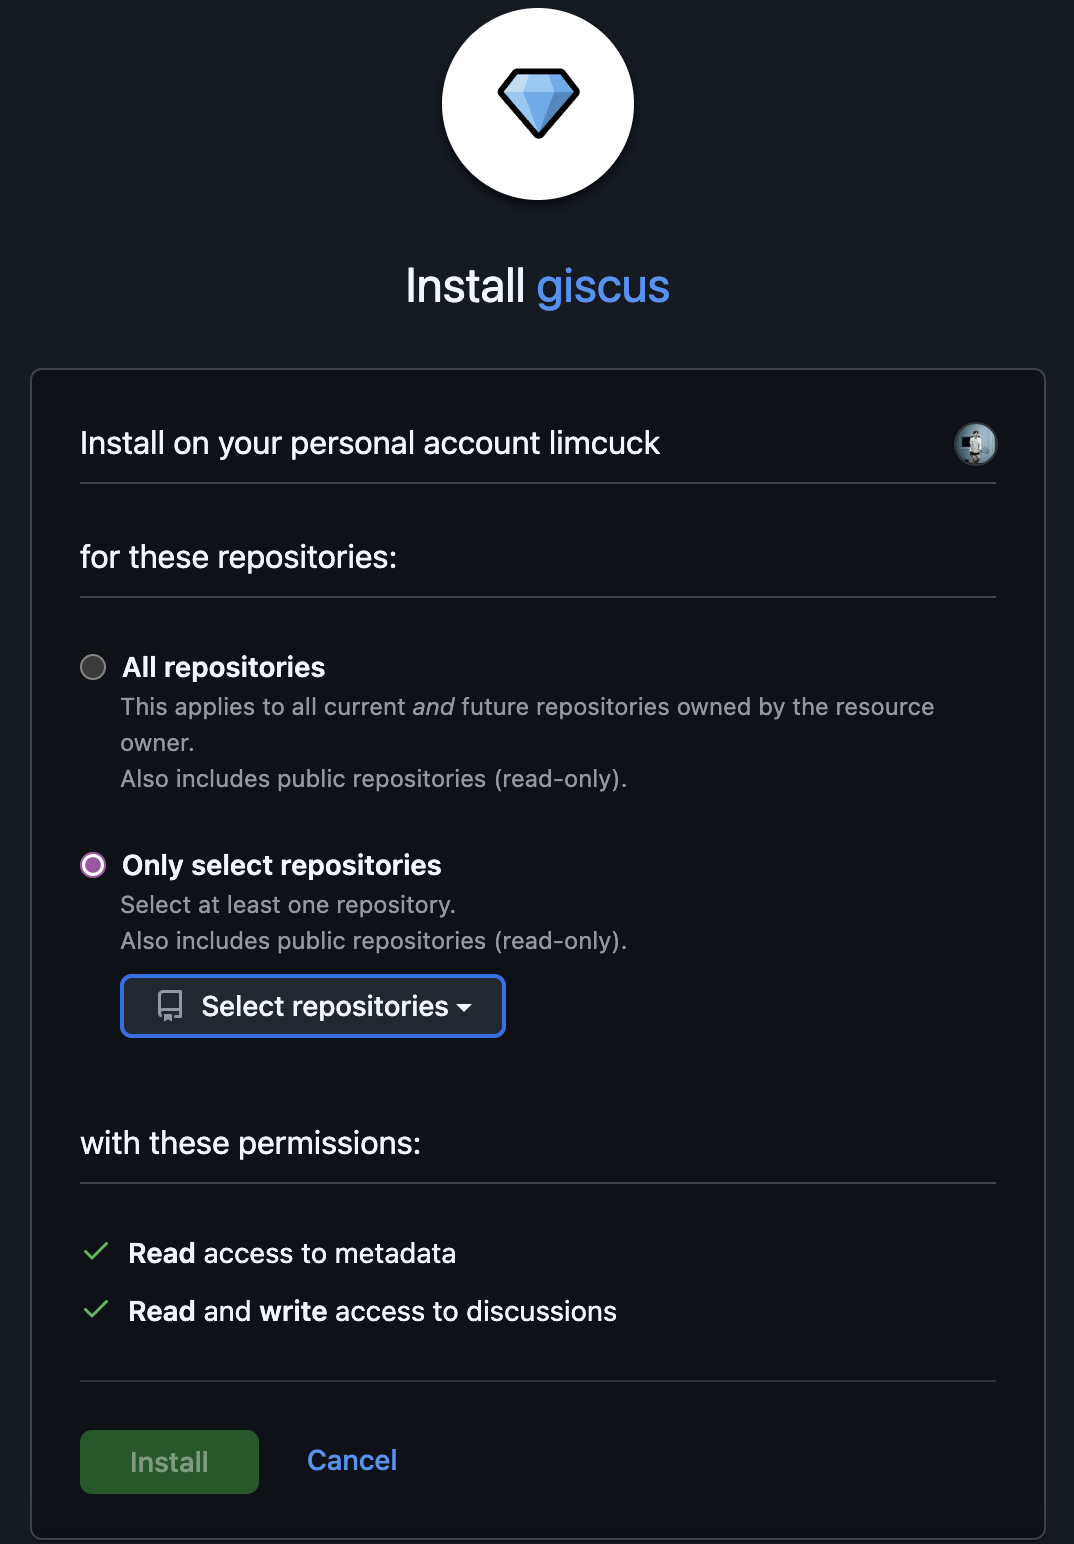 Install giscus
Install on your personal account limcuck
for these repositories:
All repositories
This applies to all current and future repositories owned by the resource
owner.
Also includes public repositories (read-only).
Only select repositories
Select at least one repository.
Also includes public repositories (read-only).
Select repositories
with these permissions:
Read access to metadata
Read and write access to discussions
Install Cancel